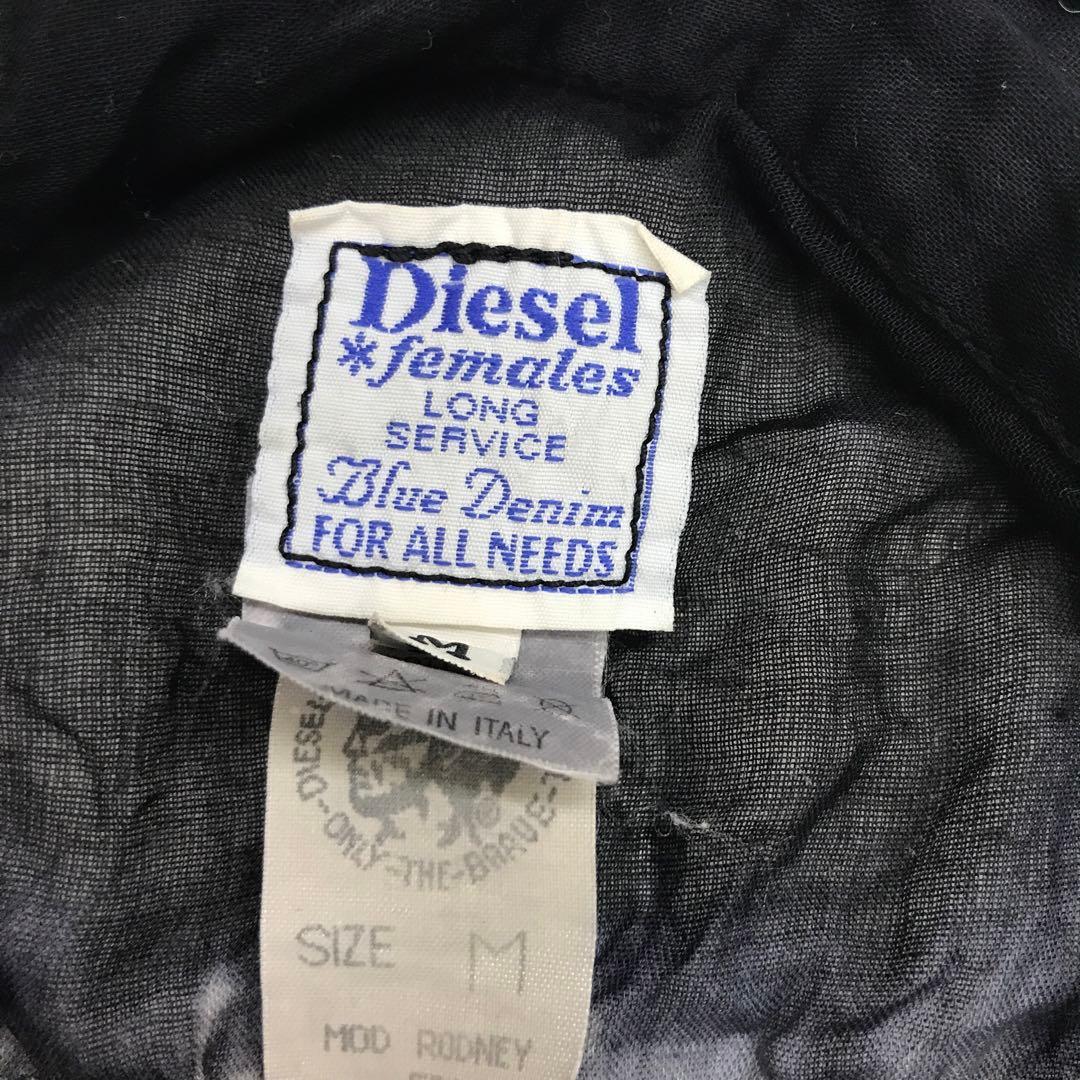 Diesel
*females
LONG
SERVICE
Blue Denim
FOR ALL NEEDS
M
MADE IN ITALY
DIESEL-ONLY-THE-BRAVE-
SIZE M
MOD RODNEY